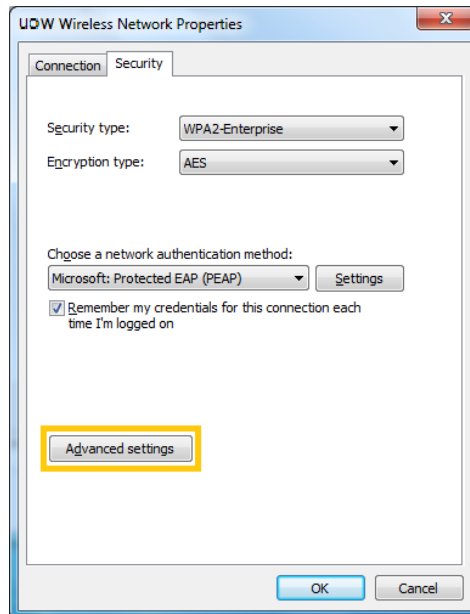 UDW Wireless Network Properties
Connection Security
Security type: WPA2-Enterprise
Encryption type: AES
Choose a network authentication method:
Microsoft: Protected EAP (PEAP) Settings
Remember my credentials for this connection each
time I'm logged on
Advanced settings
OK Cancel